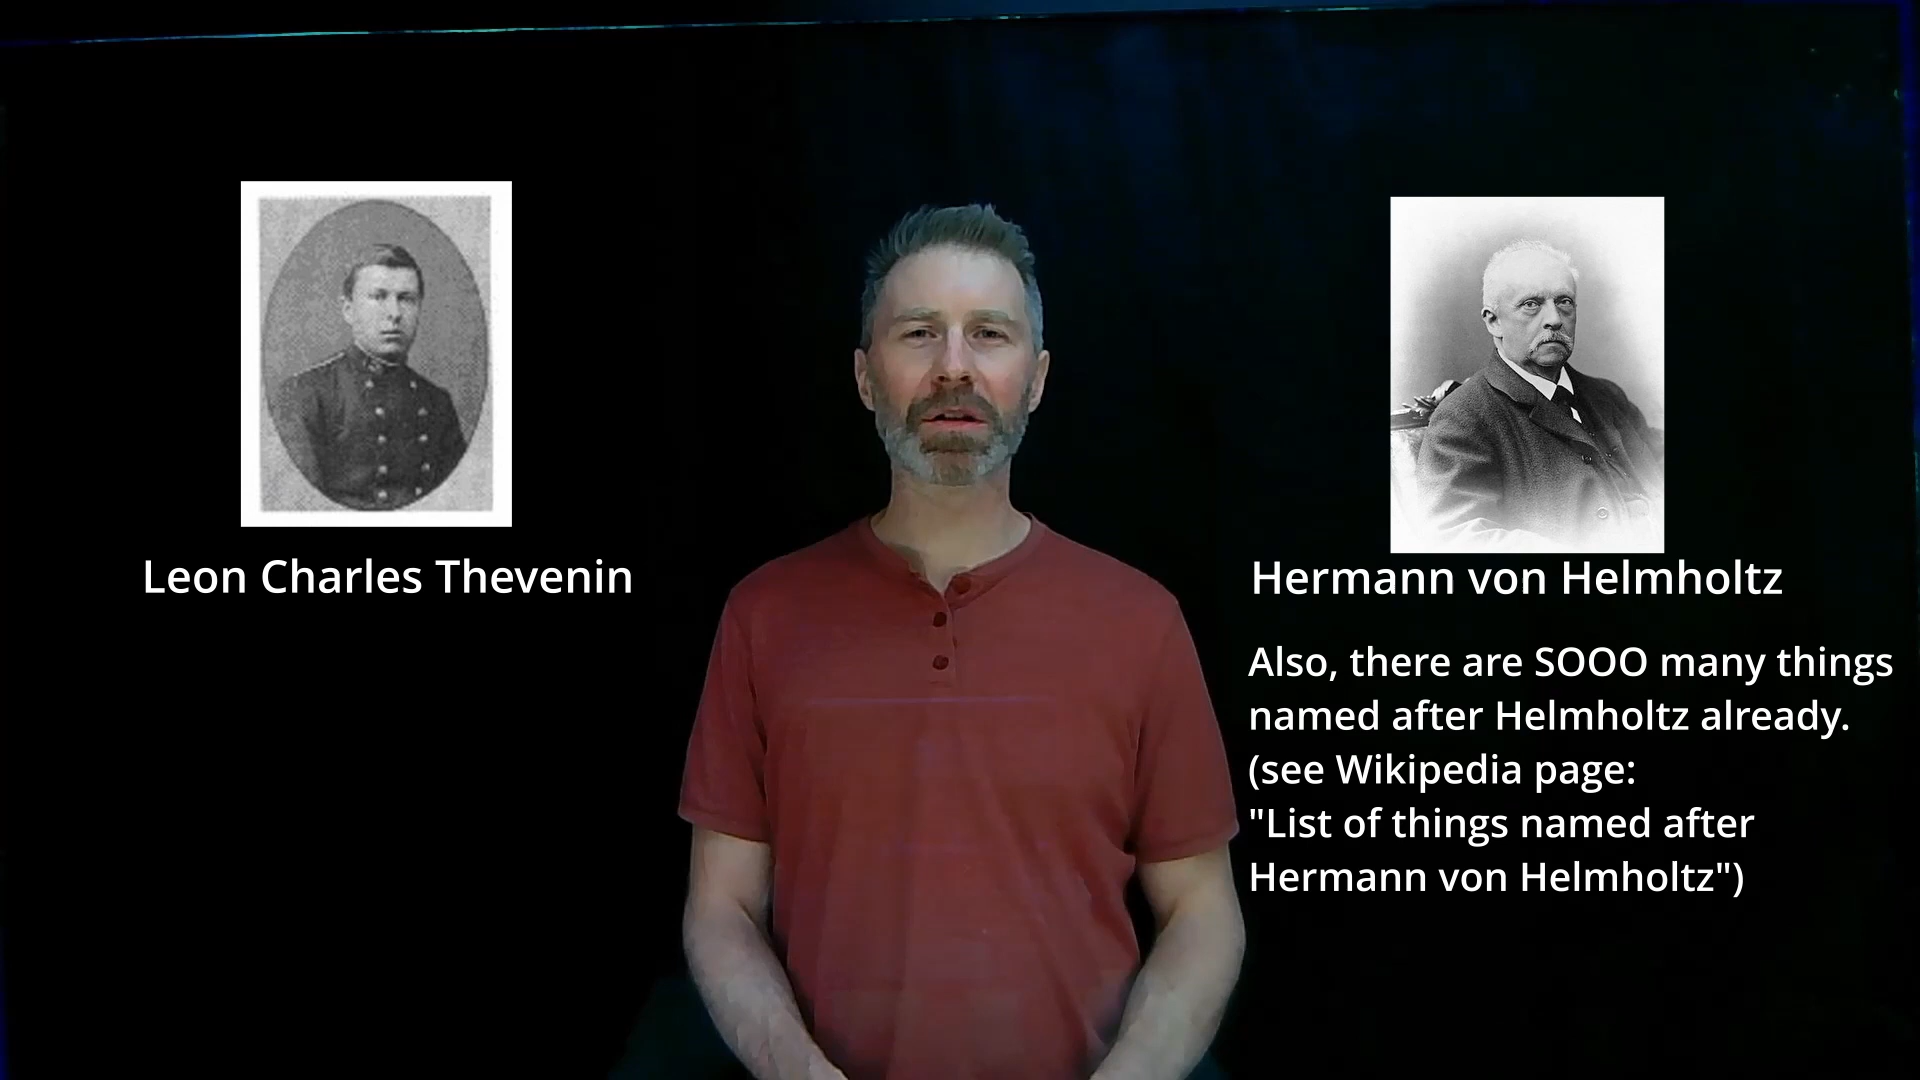 Leon Charles Thevenin
Hermann von Helmholtz
Also, there are SOOO many things
named after Helmholtz already.
(see Wikipedia page:
"List of things named after
Hermann von Helmholtz")